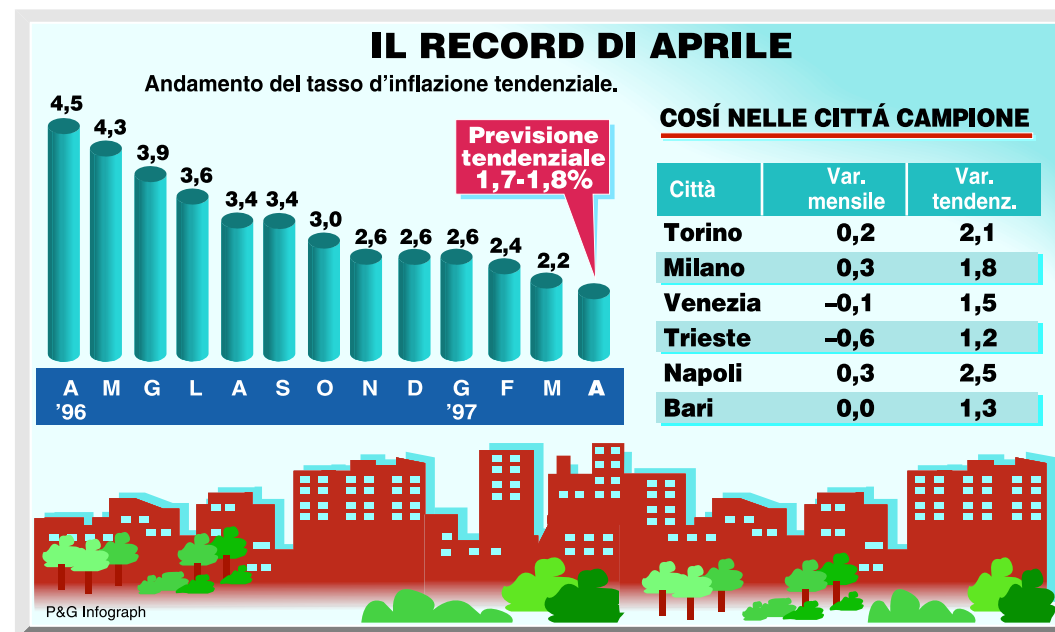 IL RECORD DI APRILE
Andamento del tasso d'inflazione tendenziale.
4,5
4,3
3,9
3,6
3,4
3,4
3,0
2,6
2,6
2,6
2,4
2,2
Previsione
tendenziale
1,7-1,8%
A M G L A S O N D G F M A
'96 '97
COSÍ NELLE CITTÁ CAMPIONE
Città Var. mensile Var. tendenz.
Torino 0,2 2,1
Milano 0,3 1,8
Venezia –0,1 1,5
Trieste –0,6 1,2
Napoli 0,3 2,5
Bari 0,0 1,3
P&G Infograph